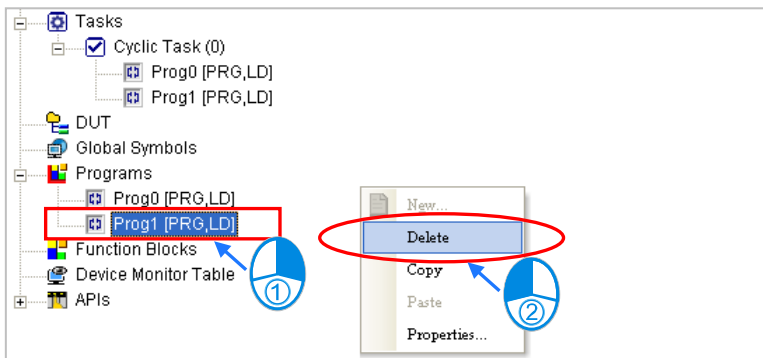 Tasks
Cyclic Task (0)
Prog0 [PRG,LD]
Prog1 [PRG,LD]
DUT
Global Symbols
Programs
Prog0 [PRG,LD]
Prog1 [PRG,LD]
Function Blocks
Device Monitor Table
APIs
①
New...
Delete
Copy
Paste
Properties...
②